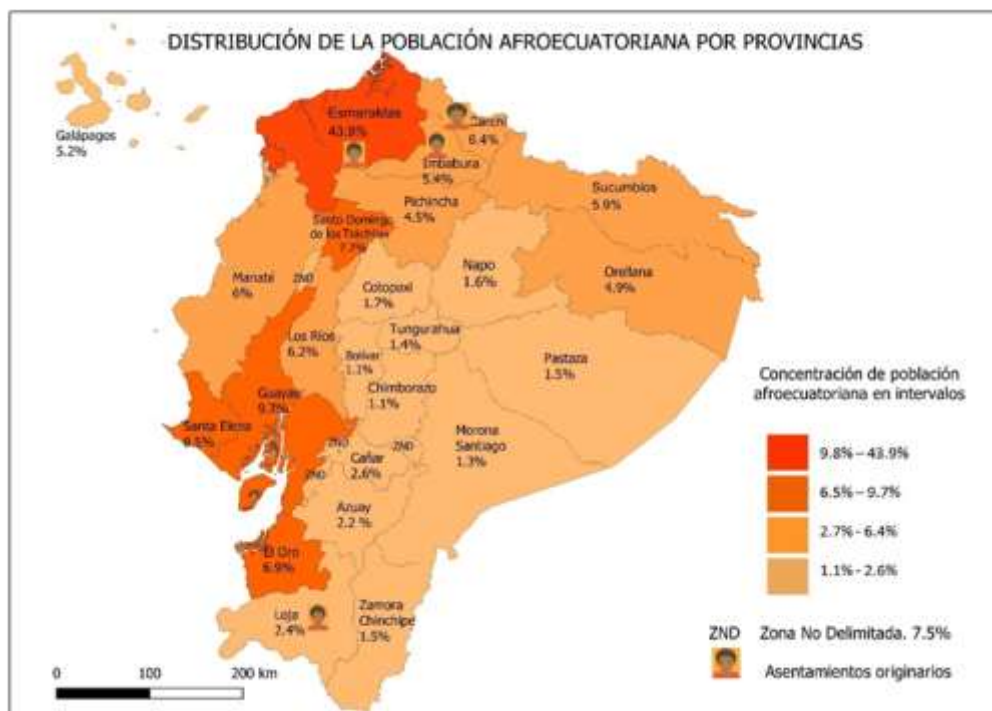 DISTRIBUCIÓN DE LA POBLACIÓN AFROECUATORIANA POR PROVINCIAS
Galápagos
5.2%
Esmeraldas
43.9%
Carchi
6.4%
Imbabura
5.4%
Sucumbíos
5.9%
Pichincha
4.5%
Santo Domingo
de los Tsáchilas
7.7%
Orellana
4.9%
Napo
1.6%
Manabí
6%
ZND
Cotopaxi
1.7%
Los Ríos
6.2%
Tungurahua
1.4%
Bolívar
1.1%
Pastaza
1.5%
Chimborazo
1.1%
Guayas
9.7%
Santa Elena
8.5%
Morona
Santiago
1.3%
ZND
ZND
Cañar
2.6%
ZND
Azuay
2.2 %
El Oro
6.9%
Loja
2.4%
Zamora
Chinchipe
1.5%
Concentración de población
afroecuatoriana en intervalos
9.8% – 43.9%
6.5% – 9.7%
2.7% – 6.4%
1.1% – 2.6%
ZND Zona No Delimitada. 7.5%
Asentamientos originarios
0 100 200 km